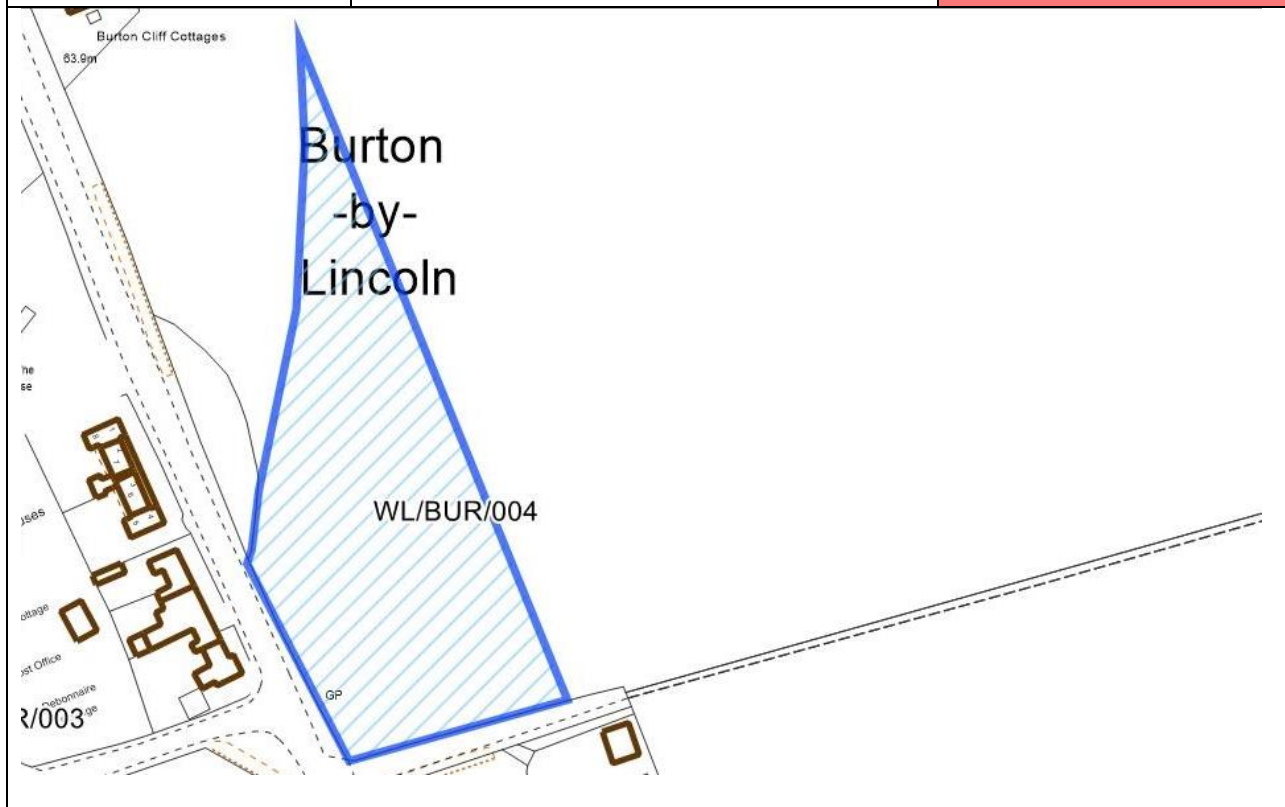 Burton Cliff Cottages
63.9m
Burton
-by-
Lincoln
he
se
WL/BUR/004
uses
ottage
ost Office
Debonnaire
ge
GP
R/003